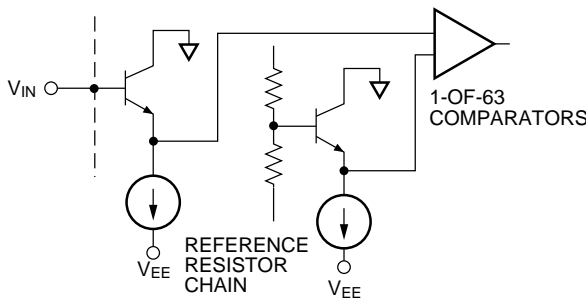 V_IN
1-OF-63
COMPARATORS
V_EE
REFERENCE
RESISTOR
CHAIN
V_EE